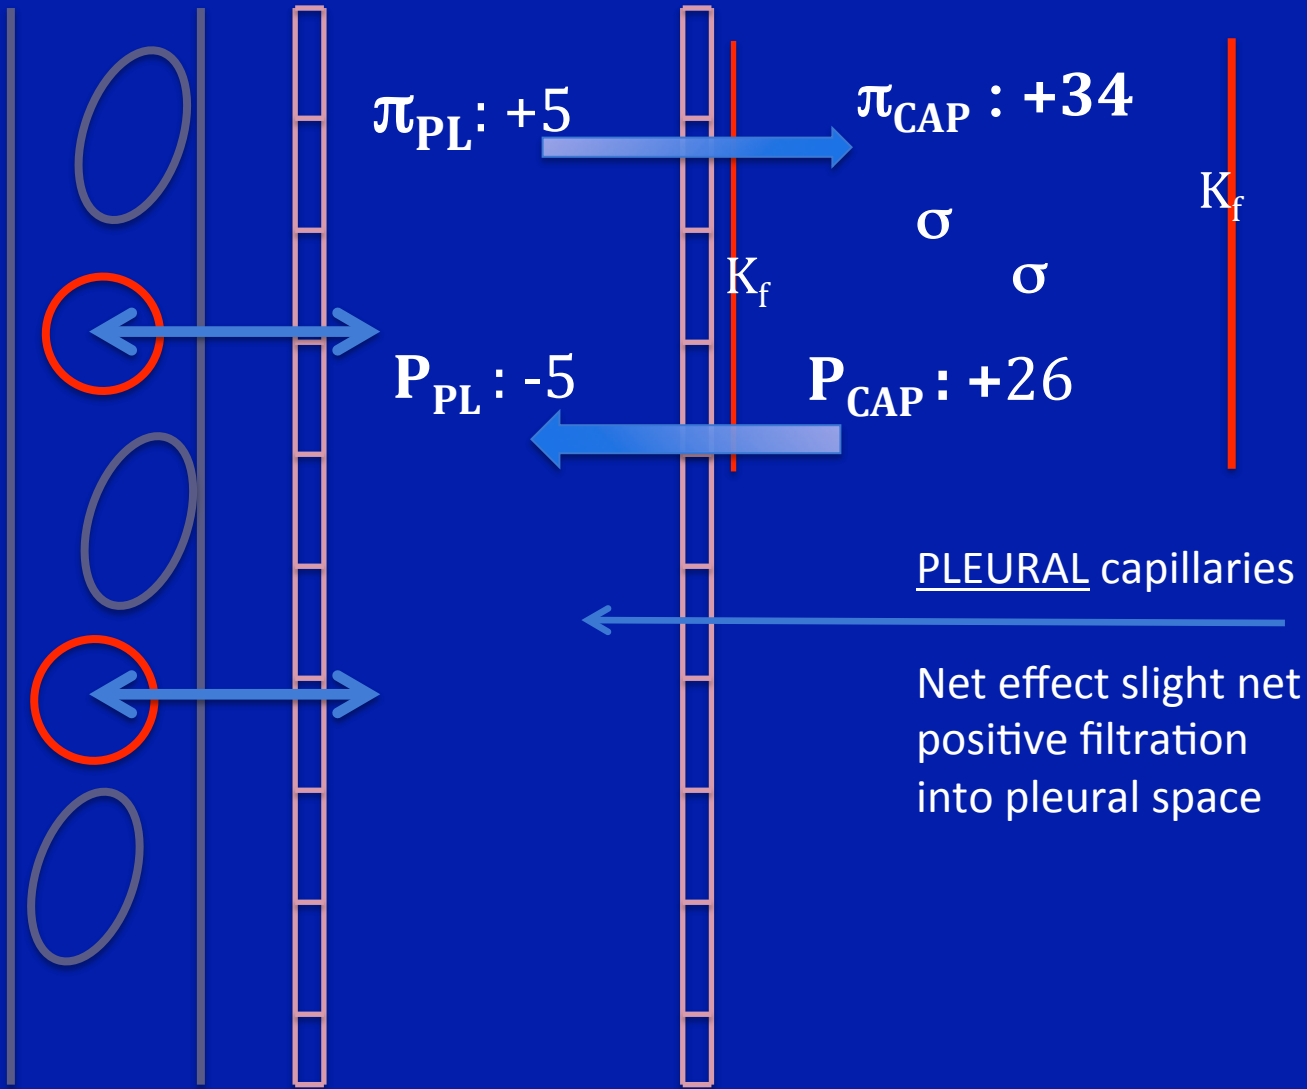 πPL: +5
πCAP : +34
Kf
σ
Kf
σ
PPL : -5
PCAP : +26
PLEURAL capillaries
Net effect slight net
positive filtration
into pleural space